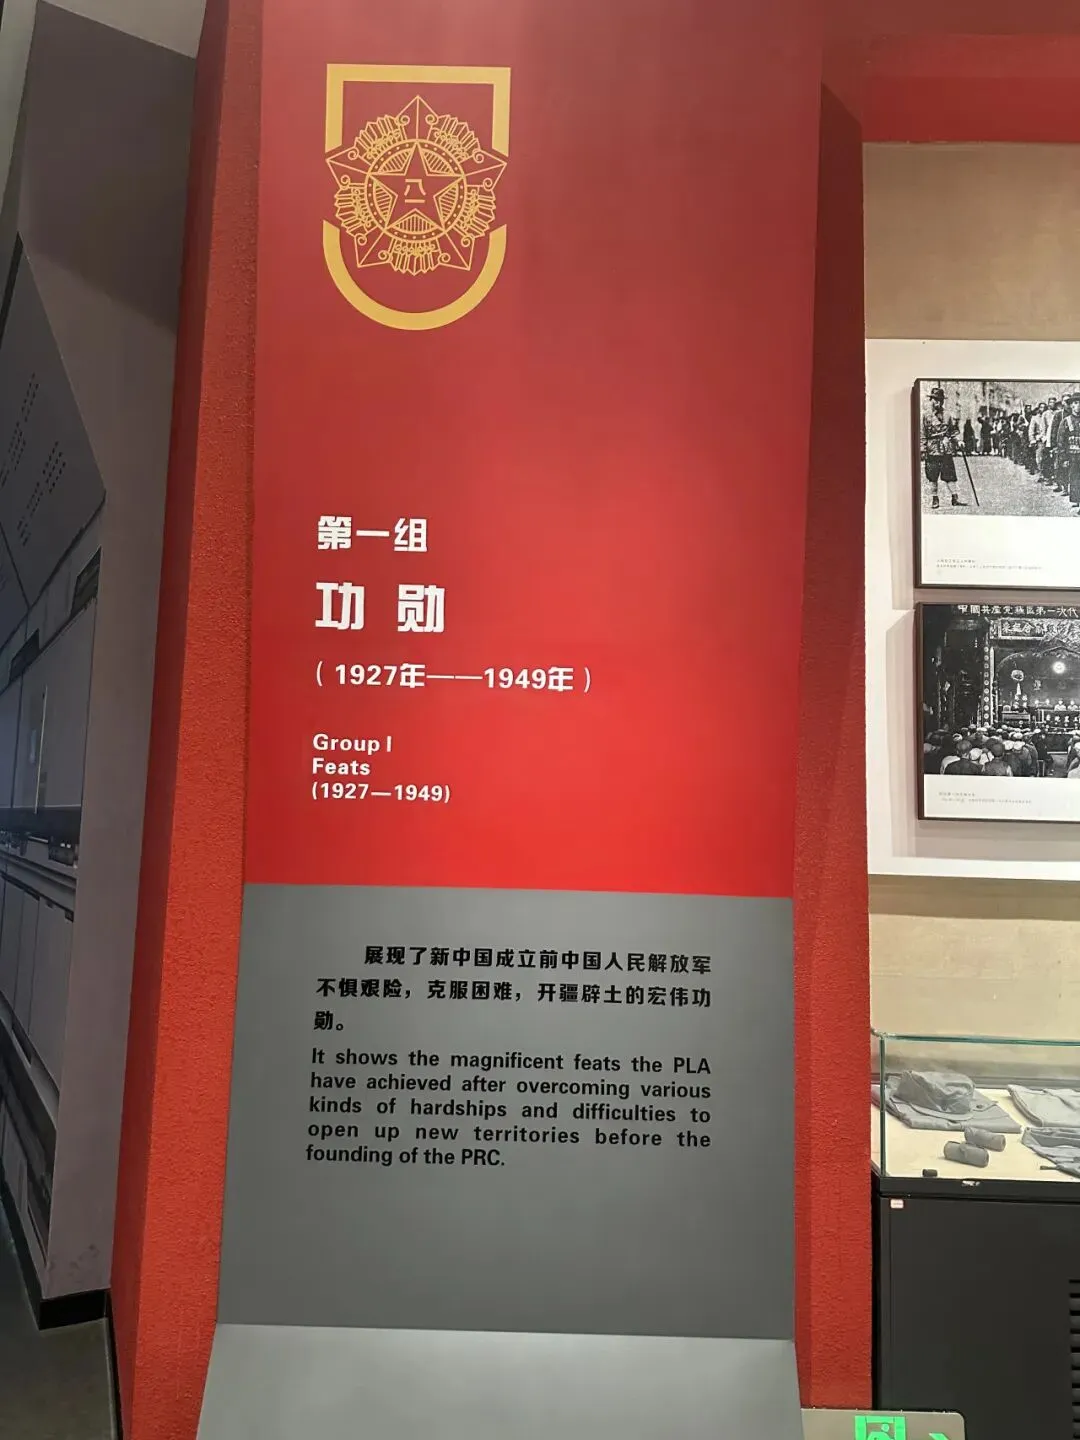 八一
第一组
功 勋
（1927年——1949年）
Group I
Feats
(1927—1949)
展现了新中国成立前中国人民解放军
不惧艰险，克服困难，开疆辟土的宏伟功
勋。
It shows the magnificent feats the PLA
have achieved after overcoming various
kinds of hardships and difficulties to
open up new territories before the
founding of the PRC.